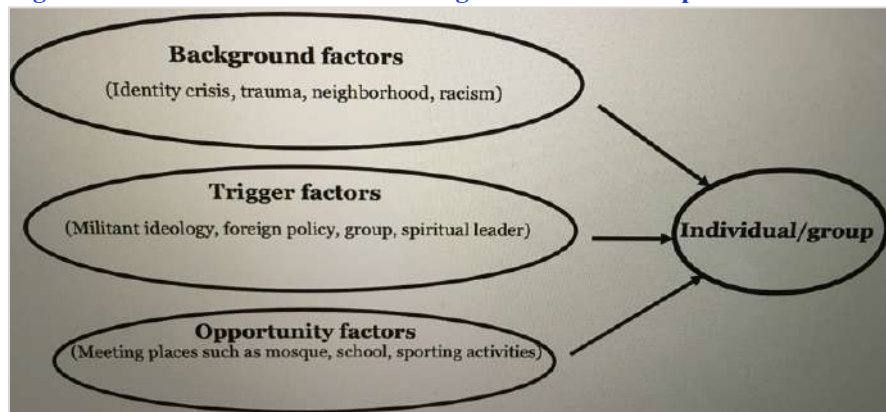 Background factors
(Identity crisis, trauma, neighborhood, racism)
Trigger factors
(Militant ideology, foreign policy, group, spiritual leader)
Individual/group
Opportunity factors
(Meeting places such as mosque, school, sporting activities)